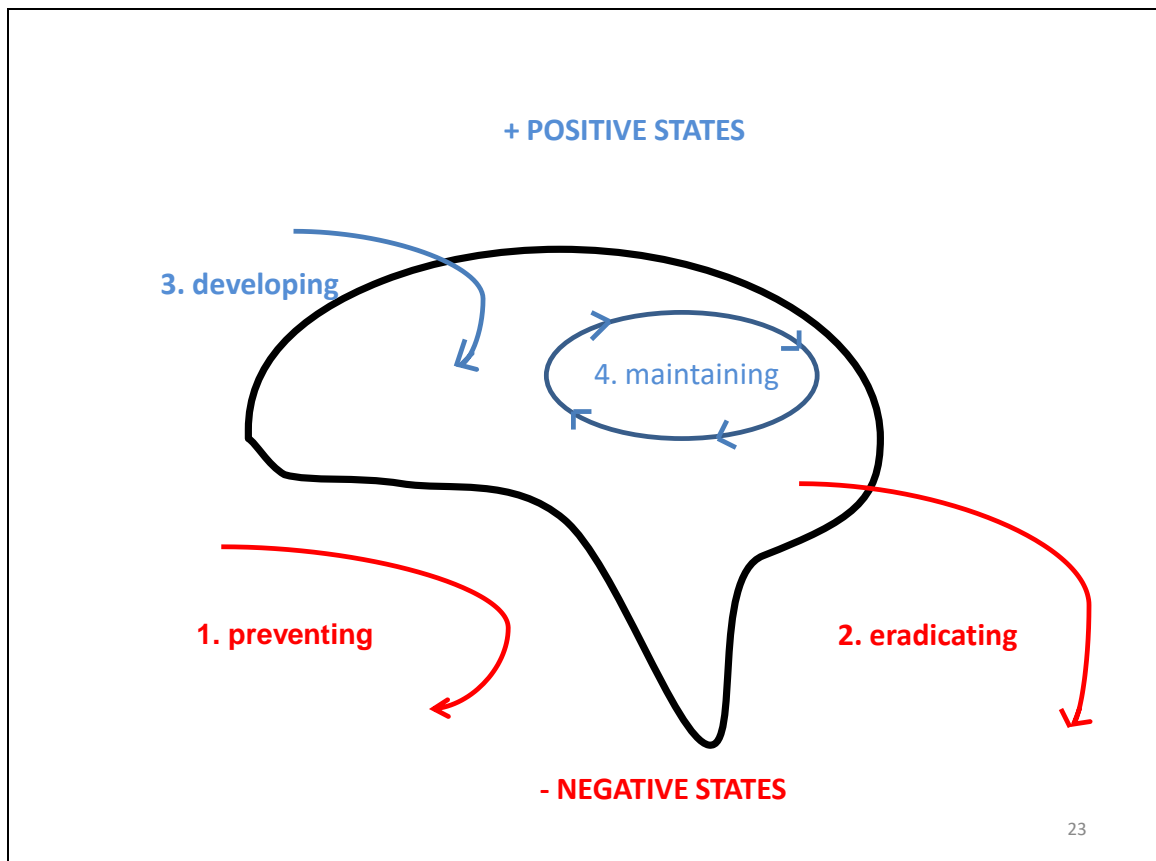 + POSITIVE STATES
3. developing
4. maintaining
1. preventing
2. eradicating
- NEGATIVE STATES
23